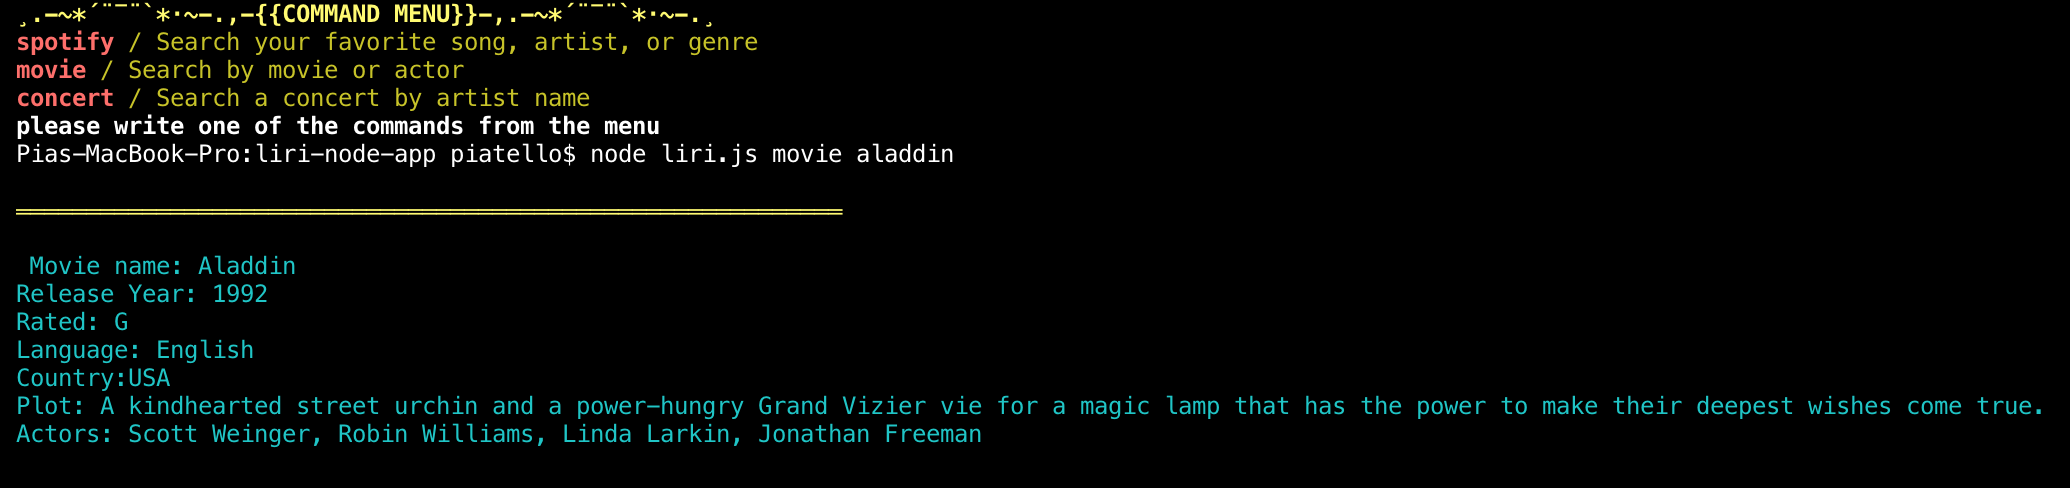 ¸.—~*´¨¯¨`*·~—.,—{{COMMAND MENU}}—,.—~*´¨¯¨`*·~—.¸
spotify / Search your favorite song, artist, or genre
movie / Search by movie or actor
concert / Search a concert by artist name
please write one of the commands from the menu
Pias-MacBook-Pro:liri-node-app piatello$ node liri.js movie aladdin
Movie name: Aladdin
Release Year: 1992
Rated: G
Language: English
Country:USA
Plot: A kindhearted street urchin and a power-hungry Grand Vizier vie for a magic lamp that has the power to make their deepest wishes come true.
Actors: Scott Weinger, Robin Williams, Linda Larkin, Jonathan Freeman